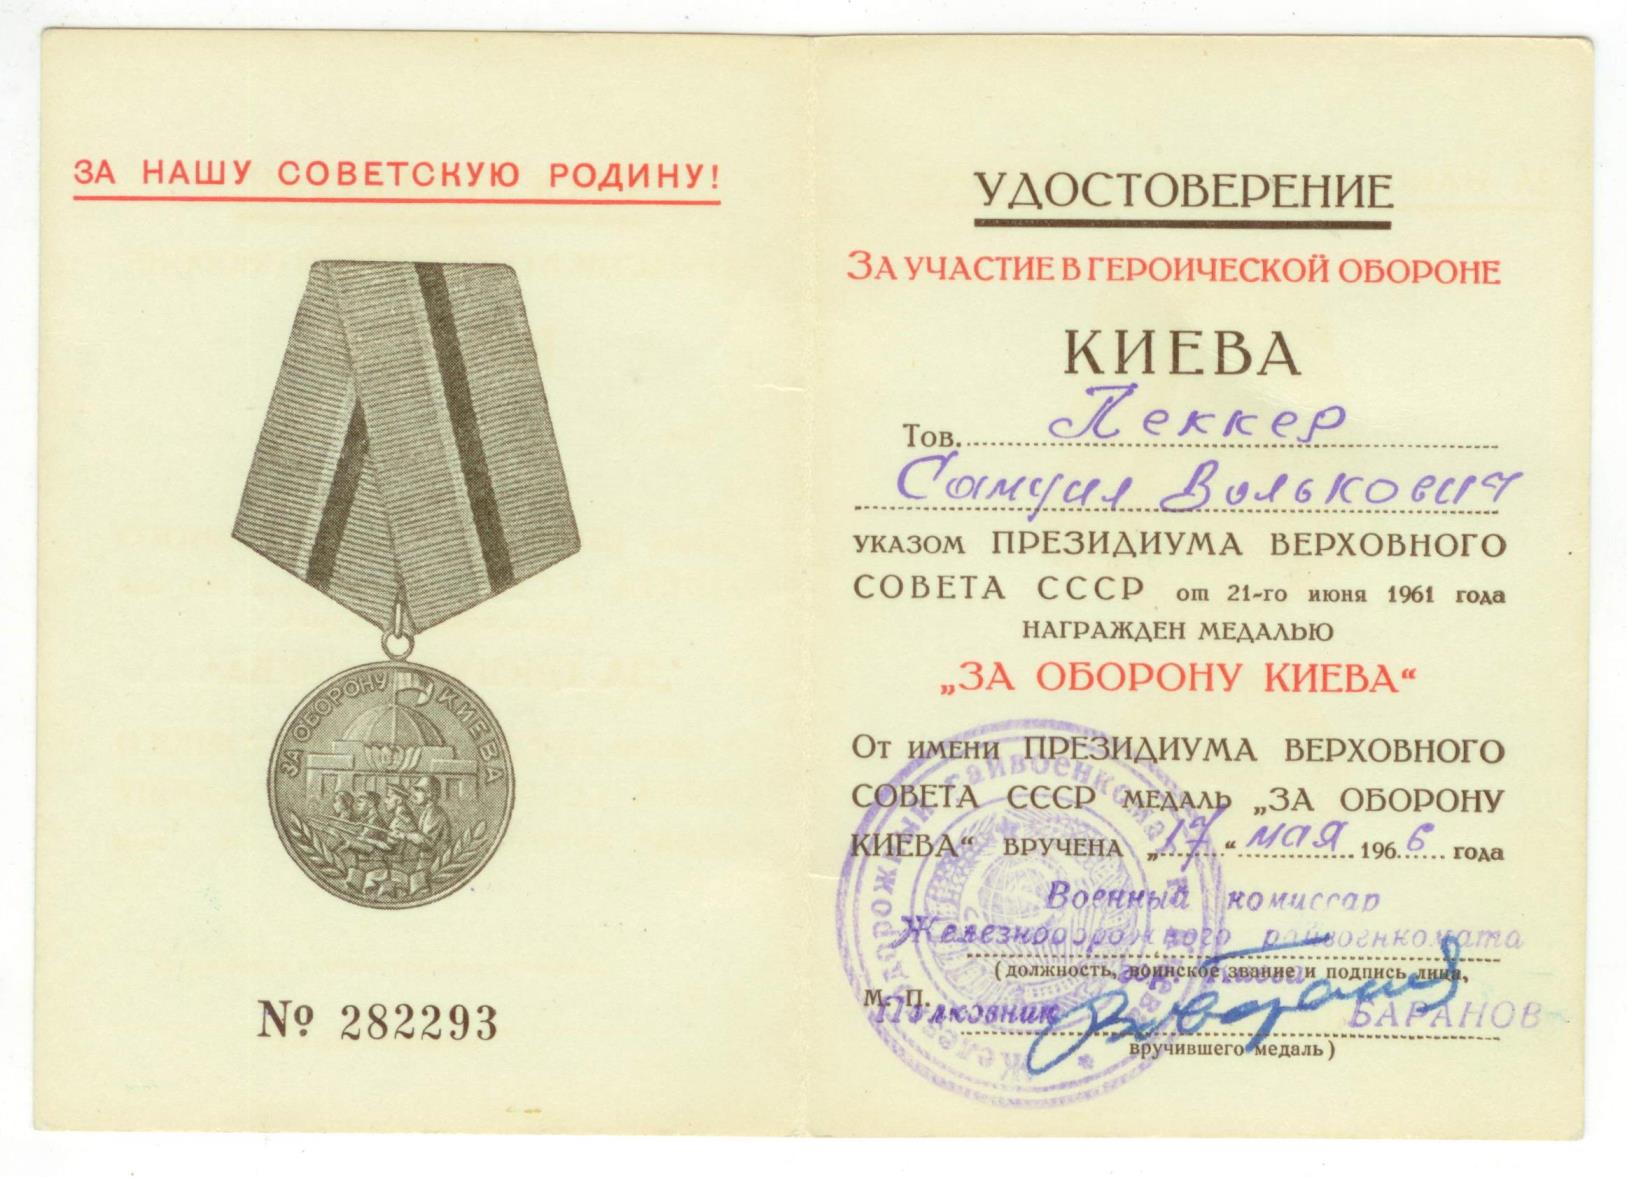 ЗА НАШУ СОВЕТСКУЮ РОДИНУ!
ЗА ОБОРОНУ КИЕВА
№ 282293
УДОСТОВЕРЕНИЕ
ЗА УЧАСТИЕ В ГЕРОИЧЕСКОЙ ОБОРОНЕ
КИЕВА
Тов. Пеккер
Самуил Волькович
УКАЗОМ ПРЕЗИДИУМА ВЕРХОВНОГО
СОВЕТА СССР от 21-го июня 1961 года
НАГРАЖДЕН МЕДАЛЬЮ
„ЗА ОБОРОНУ КИЕВА“
ОТ ИМЕНИ ПРЕЗИДИУМА ВЕРХОВНОГО
СОВЕТА СССР МЕДАЛЬ „ЗА ОБОРОНУ
КИЕВА“ ВРУЧЕНА „17“ мая 1966 года
Военный комиссар
Железнодорожного райвоенкомата
гор. Киева
(должность, воинское звание и подпись лица,
М. П.
Полковник БАРАНОВ
вручившего медаль)